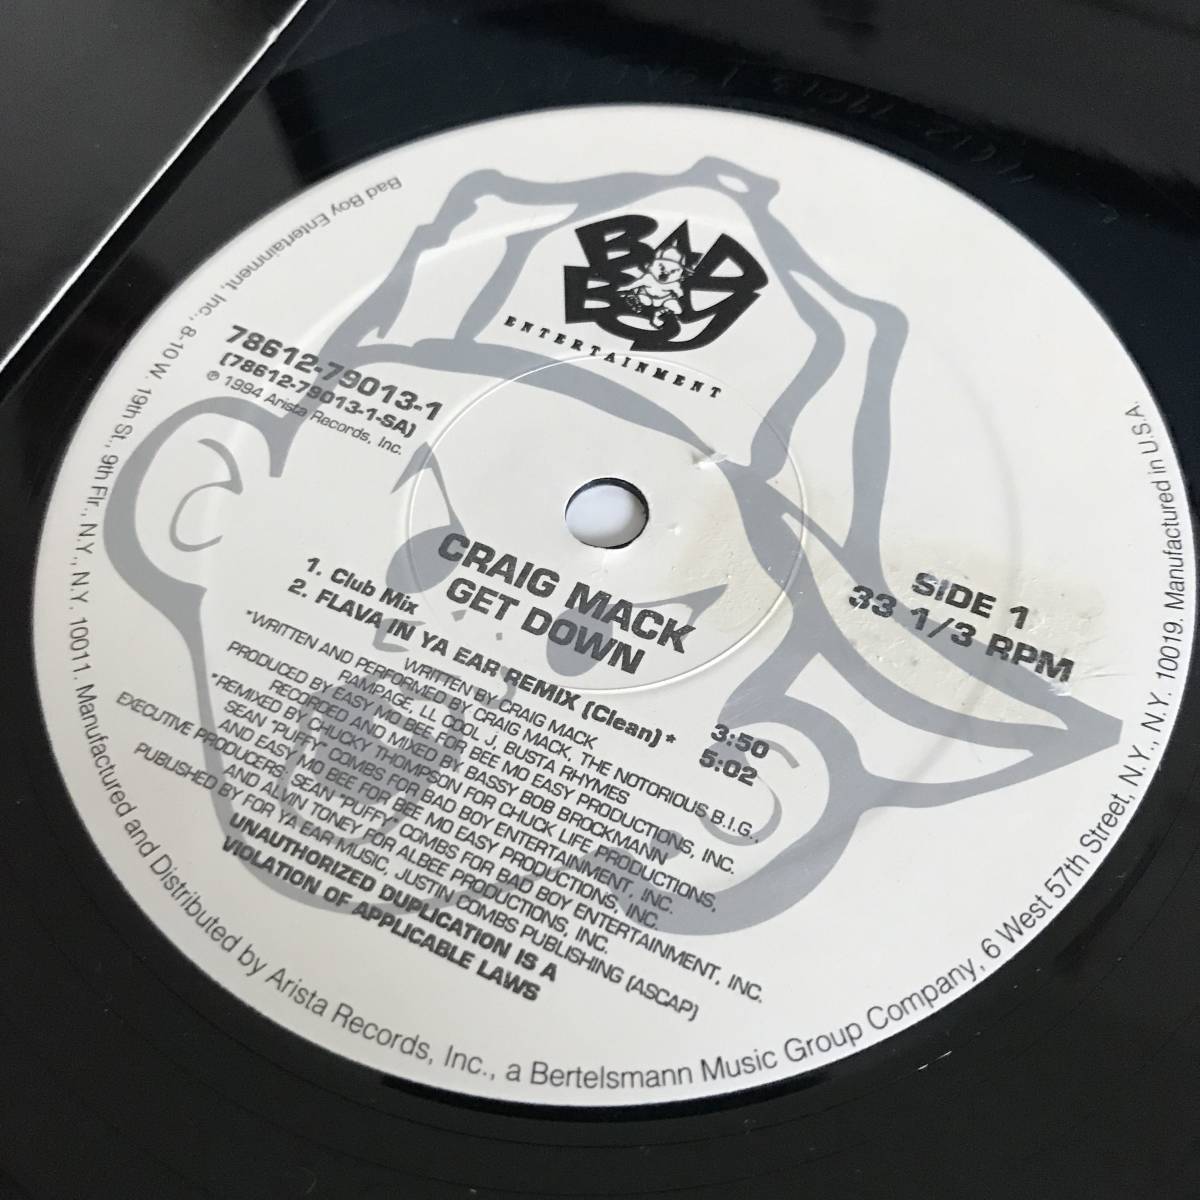 BAD BOY
ENTERTAINMENT
78612-79013-1
(78612-79013-1-SA)
℗ 1994 Arista Records, Inc.
SIDE 1
33 1/3 RPM
CRAIG MACK
GET DOWN
1. Club Mix 3:50
2. FLAVA IN YA EAR REMIX (Clean)* 5:02
WRITTEN BY CRAIG MACK
*WRITTEN AND PERFORMED BY CRAIG MACK, THE NOTORIOUS B.I.G.,
RAMPAGE, LL COOL J, BUSTA RHYMES
PRODUCED BY EASY MO BEE FOR BEE MO EASY PRODUCTIONS, INC.
RECORDED AND MIXED BY BASSY BOB BROCKMANN
*REMIXED BY CHUCKY THOMPSON FOR CHUCK LIFE PRODUCTIONS,
SEAN "PUFFY" COMBS FOR BAD BOY ENTERTAINMENT, INC.
AND EASY MO BEE FOR BEE MO EASY PRODUCTIONS, INC.
EXECUTIVE PRODUCERS: SEAN "PUFFY" COMBS FOR BAD BOY ENTERTAINMENT, INC.
AND ALVIN TONEY FOR ALBEE PRODUCTIONS, INC.
PUBLISHED BY FOR YA EAR MUSIC, JUSTIN COMBS PUBLISHING (ASCAP)
UNAUTHORIZED DUPLICATION IS A
VIOLATION OF APPLICABLE LAWS
Bad Boy Entertainment, Inc., 8-10 W. 19th St., 9th Flr., N.Y., N.Y. 10011. Manufactured and Distributed by Arista Records, Inc., a Bertelsmann Music Group Company, 6 West 57th Street, N.Y., N.Y. 10019. Manufactured in U.S.A.